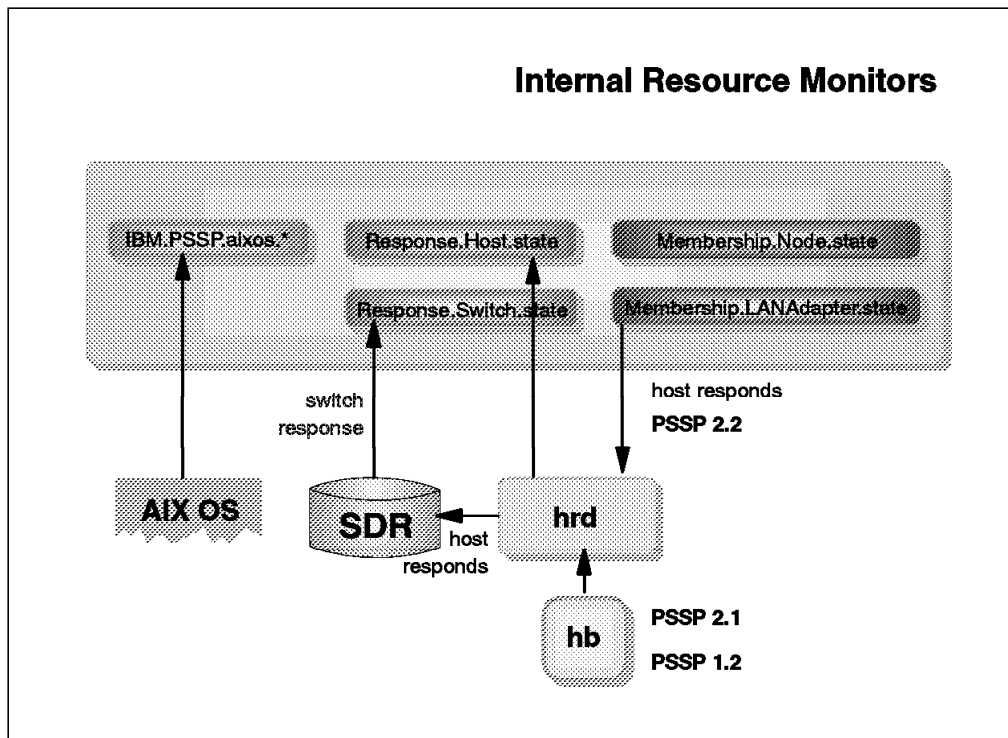 Internal Resource Monitors
IBM.PSSP.aixos.*
Response.Host.state
Membership.Node.state
Response.Switch.state
Membership.LANAdapter.state
host responds
PSSP 2.2
switch
response
AIX OS
SDR
hrd
host
responds
hb
PSSP 2.1
PSSP 1.2